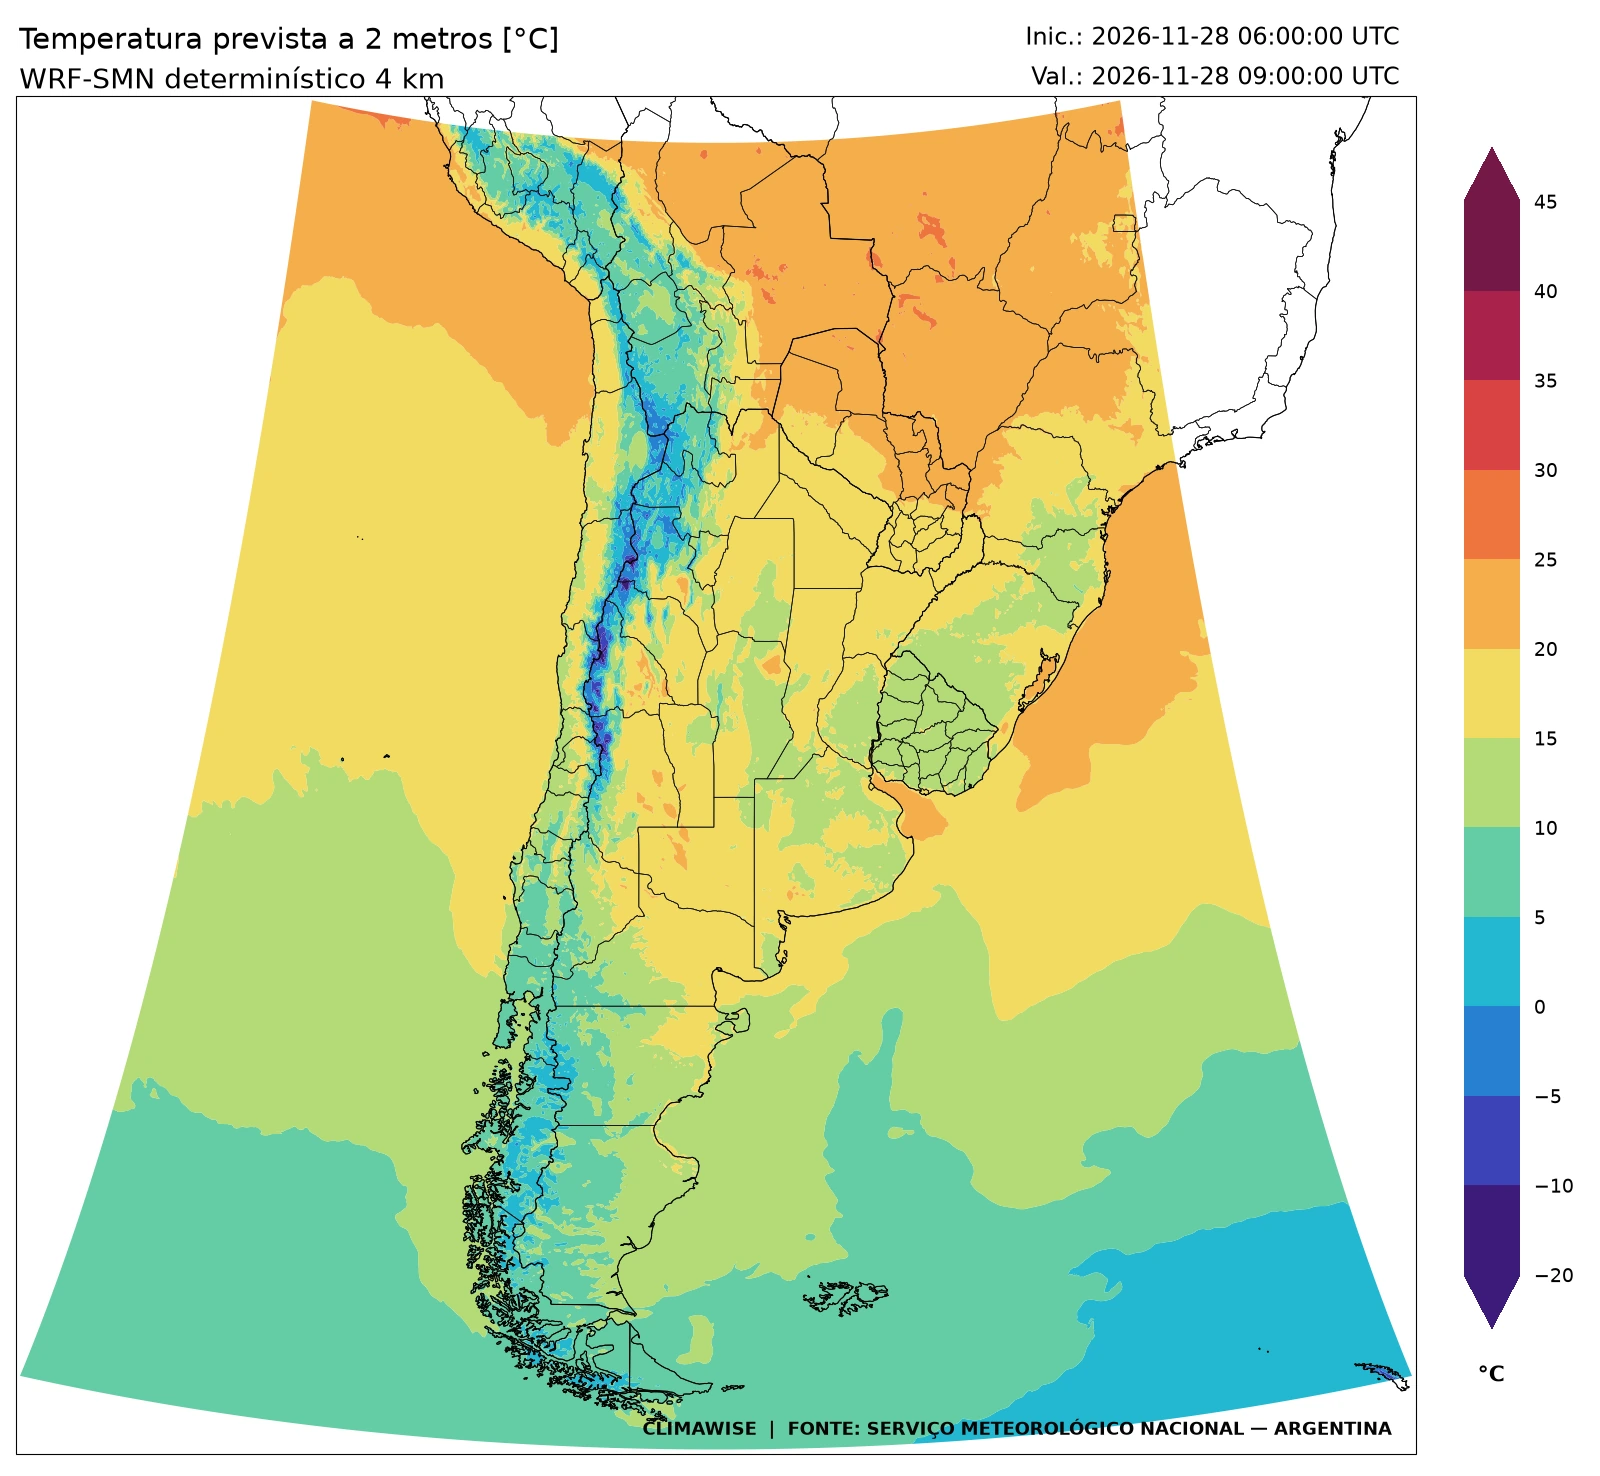 Temperatura prevista a 2 metros [°C]
WRF-SMN determinístico 4 km
Inic.: 2026-11-28 06:00:00 UTC
Val.: 2026-11-28 09:00:00 UTC
45
40
35
30
25
20
15
10
5
0
−5
−10
−20
°C
CLIMAWISE | FONTE: SERVIÇO METEOROLÓGICO NACIONAL — ARGENTINA